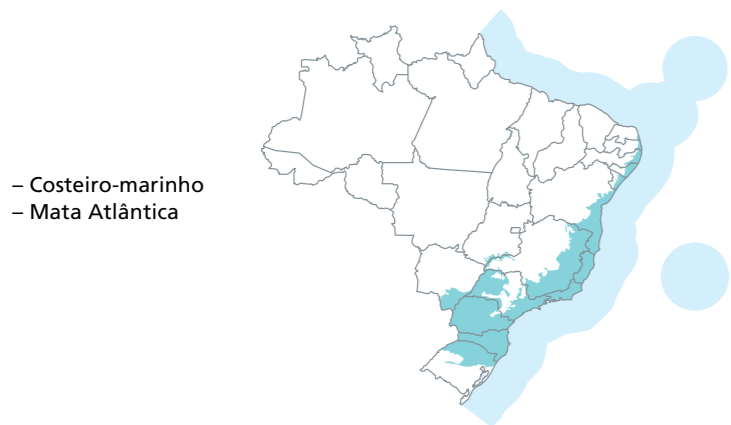 – Costeiro-marinho
– Mata Atlântica